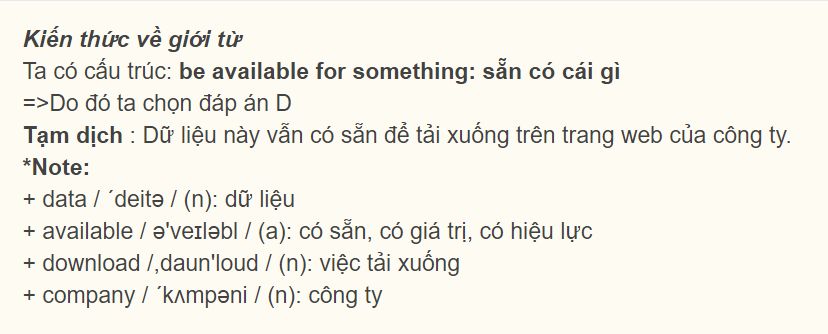 Kiến thức về giới từ
Ta có cấu trúc: be available for something: sẵn có cái gì
=>Do đó ta chọn đáp án D
Tạm dịch : Dữ liệu này vẫn có sẵn để tải xuống trên trang web của công ty.
*Note:
+ data / ´deitə / (n): dữ liệu
+ available / ə'veɪləbl / (a): có sẵn, có giá trị, có hiệu lực
+ download /,daun'loud / (n): việc tải xuống
+ company / ´kʌmpəni / (n): công ty